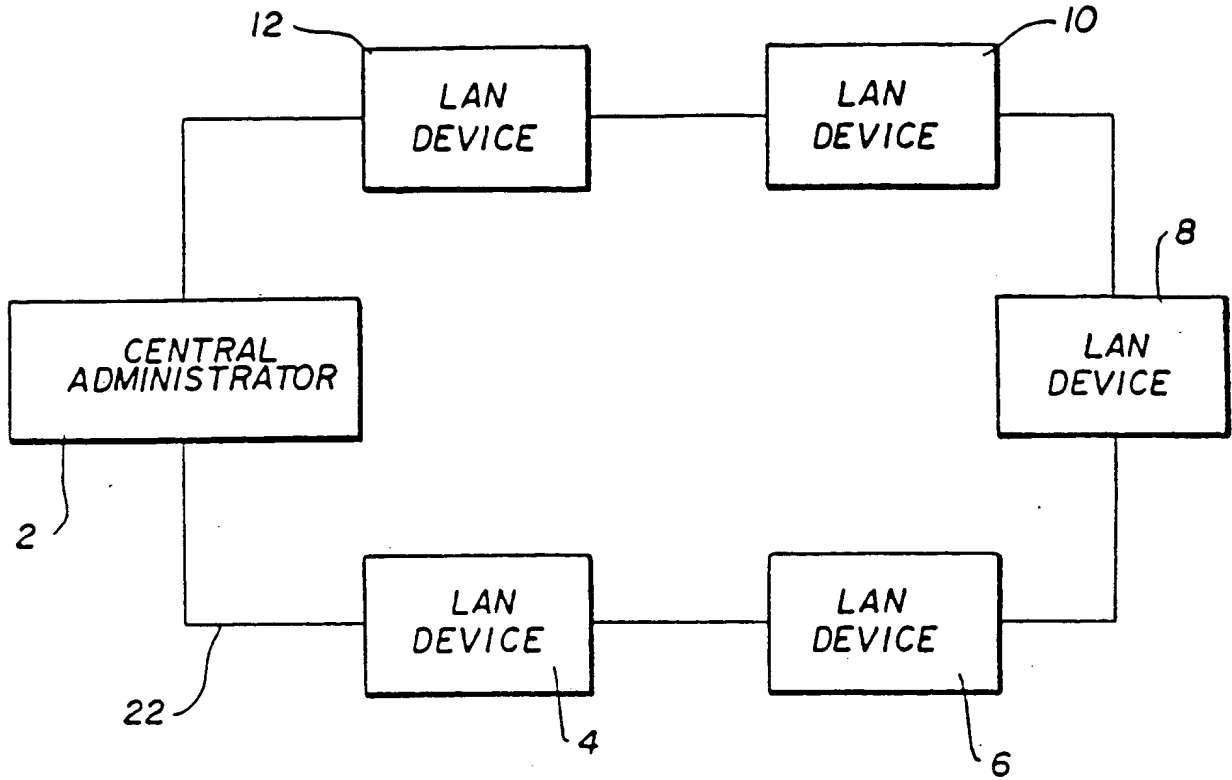 12
10
LAN
DEVICE
LAN
DEVICE
8
CENTRAL
ADMINISTRATOR
LAN
DEVICE
2
LAN
DEVICE
LAN
DEVICE
22
4
6